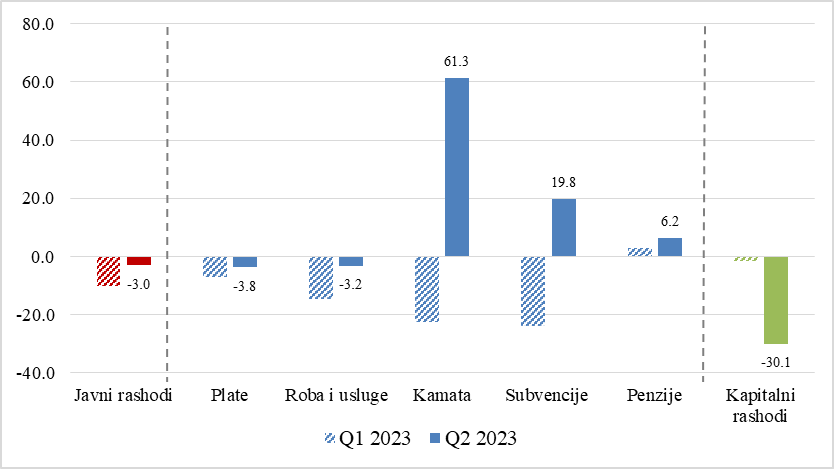 80.0
60.0
40.0
20.0
0.0
-20.0
-40.0
61.3
19.8
6.2
-3.0
-3.8
-3.2
-30.1
Javni rashodi
Plate
Roba i usluge
Kamata
Subvencije
Penzije
Kapitalni
rashodi
Q1 2023
Q2 2023